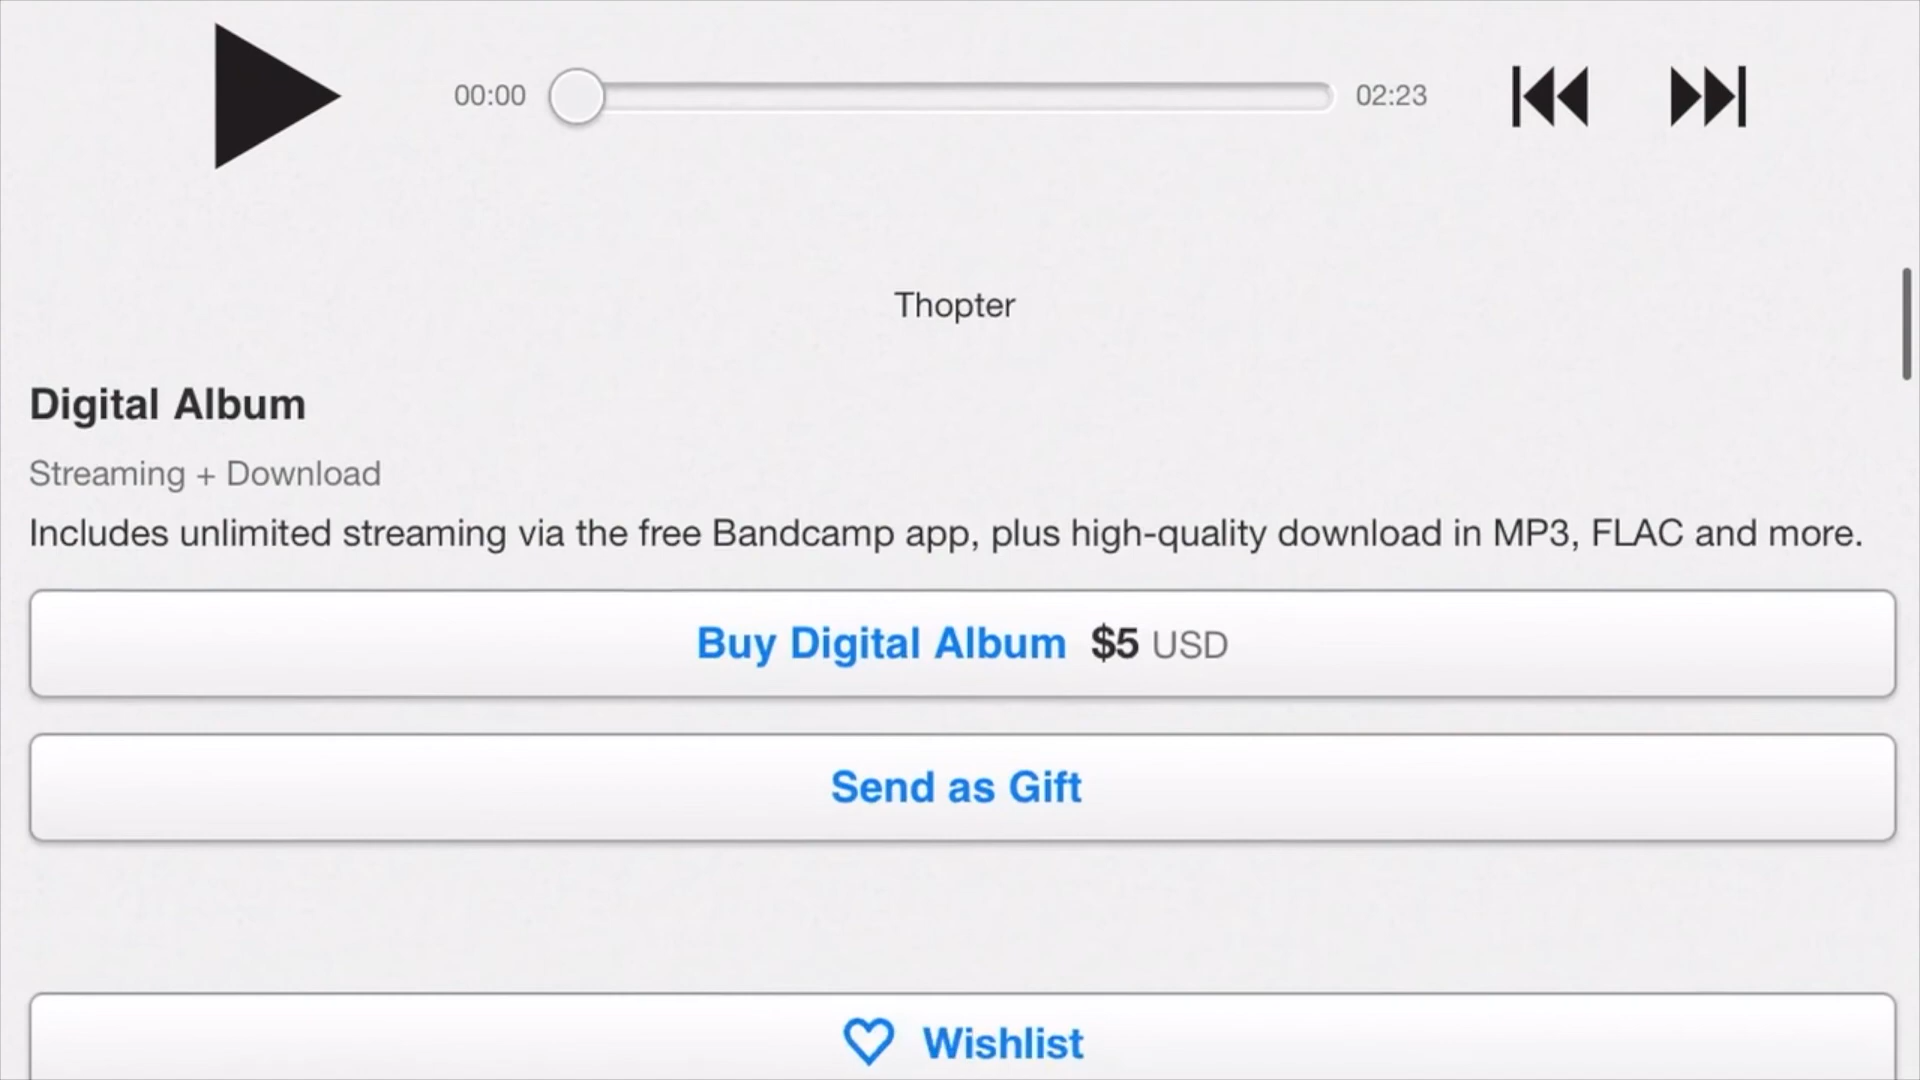 00:00 02:23
Thopter
Digital Album
Streaming + Download
Includes unlimited streaming via the free Bandcamp app, plus high-quality download in MP3, FLAC and more.
Buy Digital Album $5 USD
Send as Gift
Wishlist